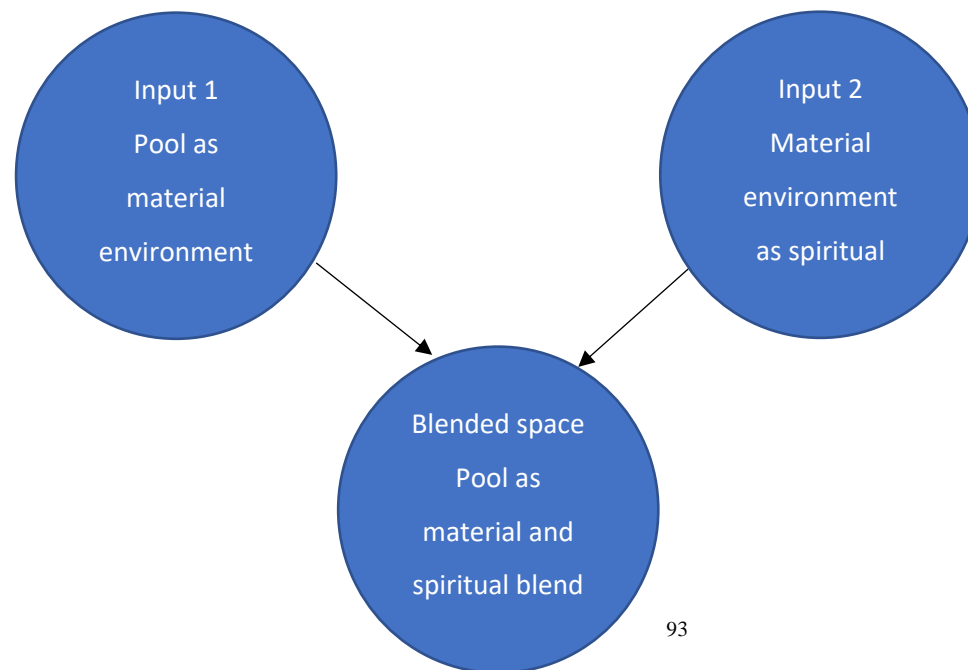 Input 1
Pool as
material
environment
Input 2
Material
environment
as spiritual
Blended space
Pool as
material and
spiritual blend
93